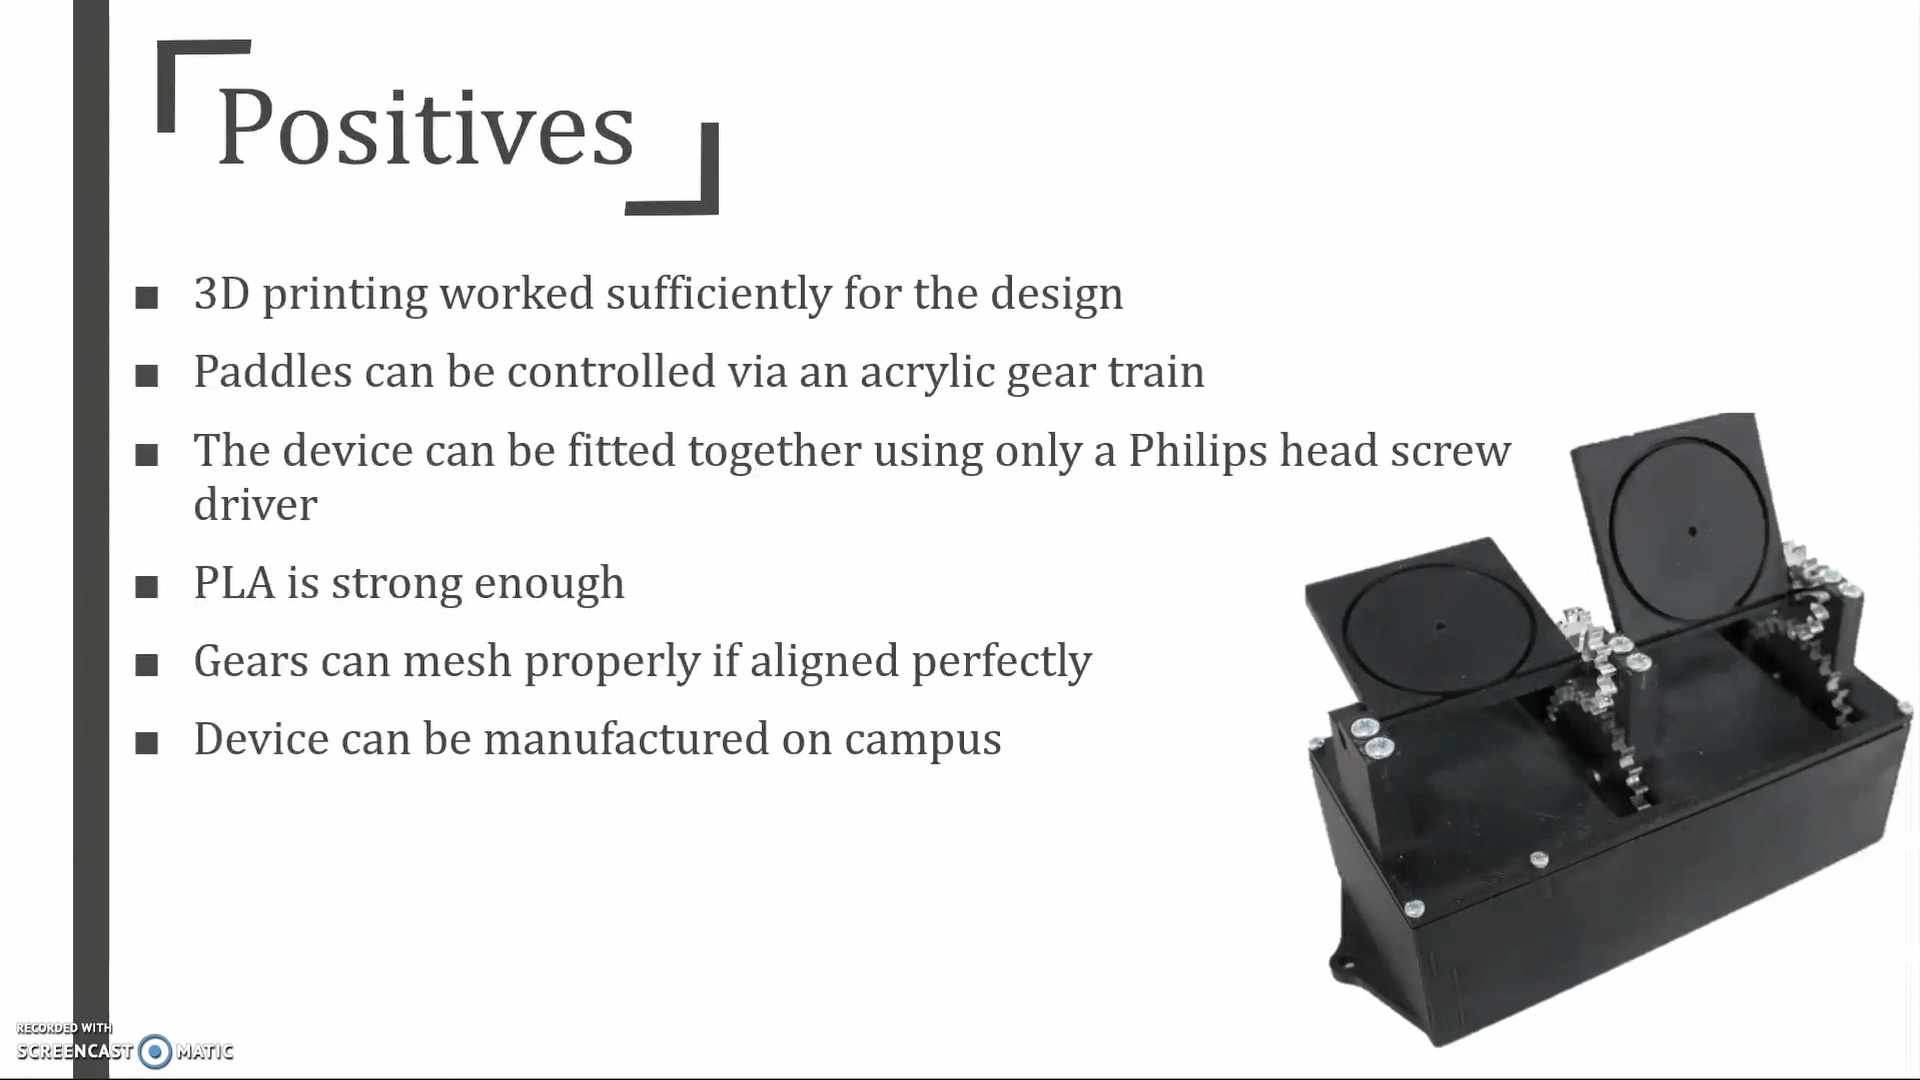 Positives
3D printing worked sufficiently for the design
Paddles can be controlled via an acrylic gear train
The device can be fitted together using only a Philips head screw
driver
PLA is strong enough
Gears can mesh properly if aligned perfectly
Device can be manufactured on campus
RECORDED WITH
SCREENCAST MATIC